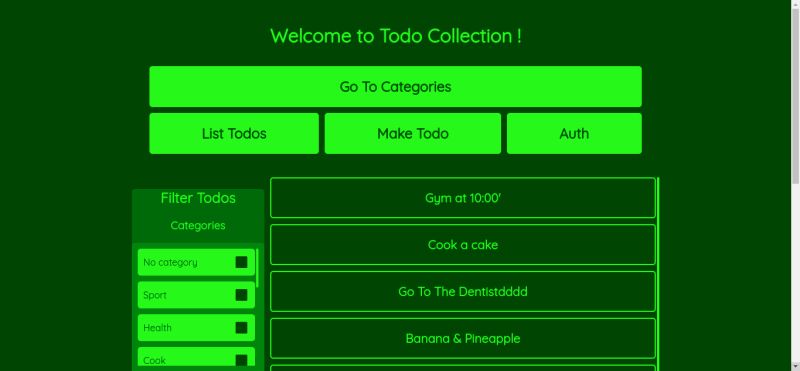 Welcome to Todo Collection !
Go To Categories
List Todos
Make Todo
Auth
Filter Todos
Categories
No category
Sport
Health
Cook
Gym at 10:00'
Cook a cake
Go To The Dentistdddd
Banana & Pineapple